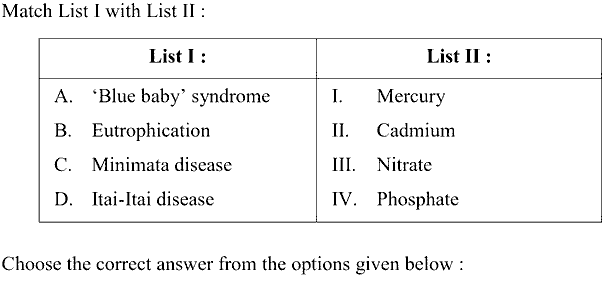 Match List I with List II :
List I : List II :
A. ‘Blue baby’ syndrome I. Mercury
B. Eutrophication II. Cadmium
C. Minimata disease III. Nitrate
D. Itai-Itai disease IV. Phosphate
Choose the correct answer from the options given below :